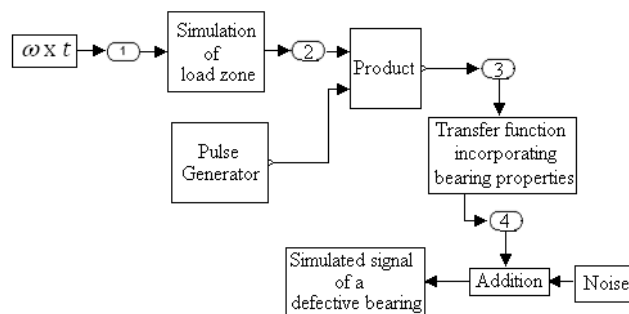 ω x t
1
Simulation
of
load zone
2
Product
3
Pulse
Generator
Transfer function
incorporating
bearing properties
4
Simulated signal
of a
defective bearing
Addition
Noise